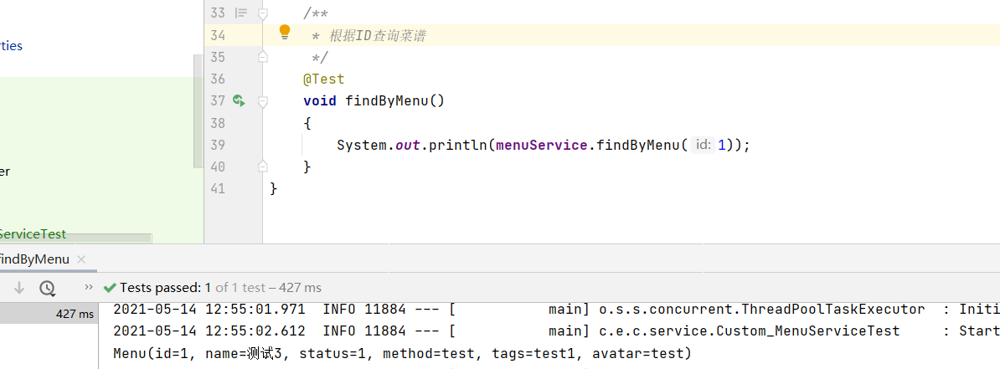 33 /**
rties
34 * 根据ID查询菜谱
35 */
36 @Test
37 void findByMenu()
38 {
39 System.out.println(menuService.findByMenu( id: 1));
er
40 }
41 }
ServiceTest
findByMenu ×
Tests passed: 1 of 1 test – 427 ms
427 ms
2021-05-14 12:55:01.971 INFO 11884 --- [ main] o.s.s.concurrent.ThreadPoolTaskExecutor : Initi
2021-05-14 12:55:02.612 INFO 11884 --- [ main] c.e.c.service.Custom_MenuServiceTest : Start
Menu(id=1, name=测试3, status=1, method=test, tags=test1, avatar=test)